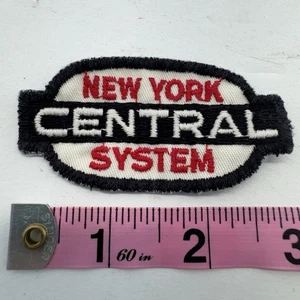 NEW YORK
CENTRAL
SYSTEM
1 60 in 2 3